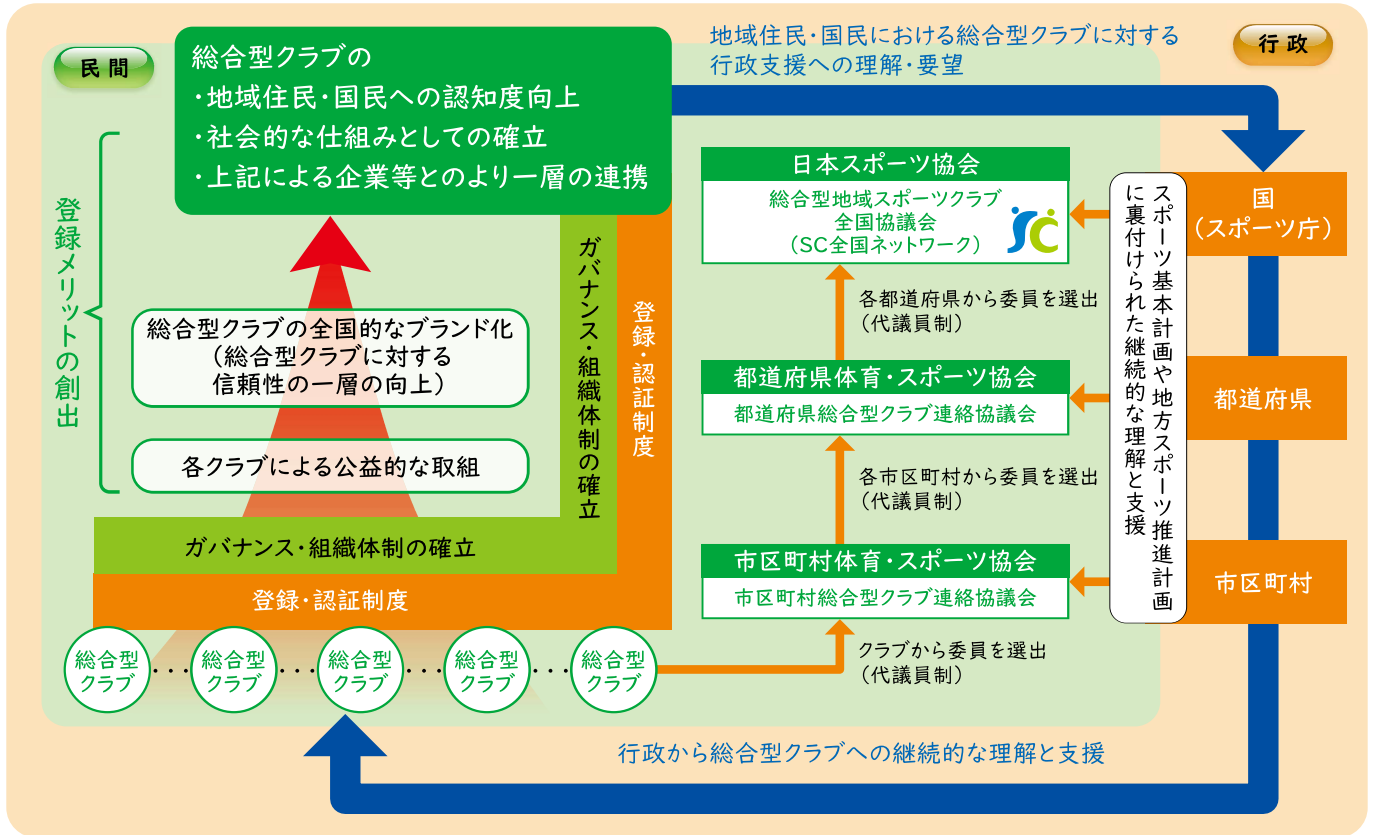 民間
総合型クラブの
・地域住民・国民への認知度向上
・社会的な仕組みとしての確立
・上記による企業等とのより一層の連携
地域住民・国民における総合型クラブに対する
行政支援への理解・要望
行政
登録メリットの創出
総合型クラブの全国的なブランド化
（総合型クラブに対する
信頼性の一層の向上）
各クラブによる公益的な取組
ガバナンス・組織体制の確立
登録・認証制度
ガバナンス・組織体制の確立
登録・認証制度
総合型
クラブ
総合型
クラブ
総合型
クラブ
総合型
クラブ
総合型
クラブ
日本スポーツ協会
総合型地域スポーツクラブ
全国協議会
（SC全国ネットワーク）
SC
各都道府県から委員を選出
（代議員制）
都道府県体育・スポーツ協会
都道府県総合型クラブ連絡協議会
各市区町村から委員を選出
（代議員制）
市区町村体育・スポーツ協会
市区町村総合型クラブ連絡協議会
クラブから委員を選出
（代議員制）
スポーツ基本計画や地方スポーツ推進計画
に裏付けられた継続的な理解と支援
国
（スポーツ庁）
都道府県
市区町村
行政から総合型クラブへの継続的な理解と支援